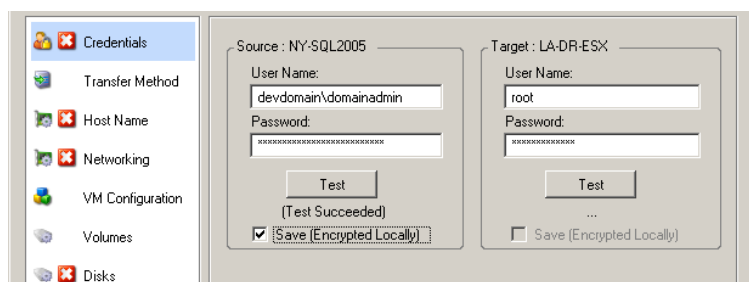 Credentials
Transfer Method
Host Name
Networking
VM Configuration
Volumes
Disks
Source : NY-SQL2005
User Name:
devdomain\domainadmin
Password:
************************
Test
(Test Succeeded)
Save (Encrypted Locally)
Target : LA-DR-ESX
User Name:
root
Password:
*************
Test
...
Save (Encrypted Locally)